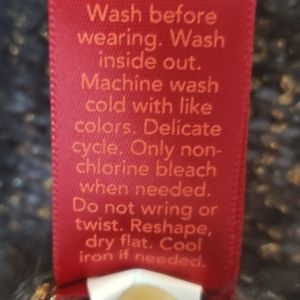 Wash before
wearing. Wash
inside out.
Machine wash
cold with like
colors. Delicate
cycle. Only non-
chlorine bleach
when needed.
Do not wring or
twist. Reshape,
dry flat. Cool
iron if needed.